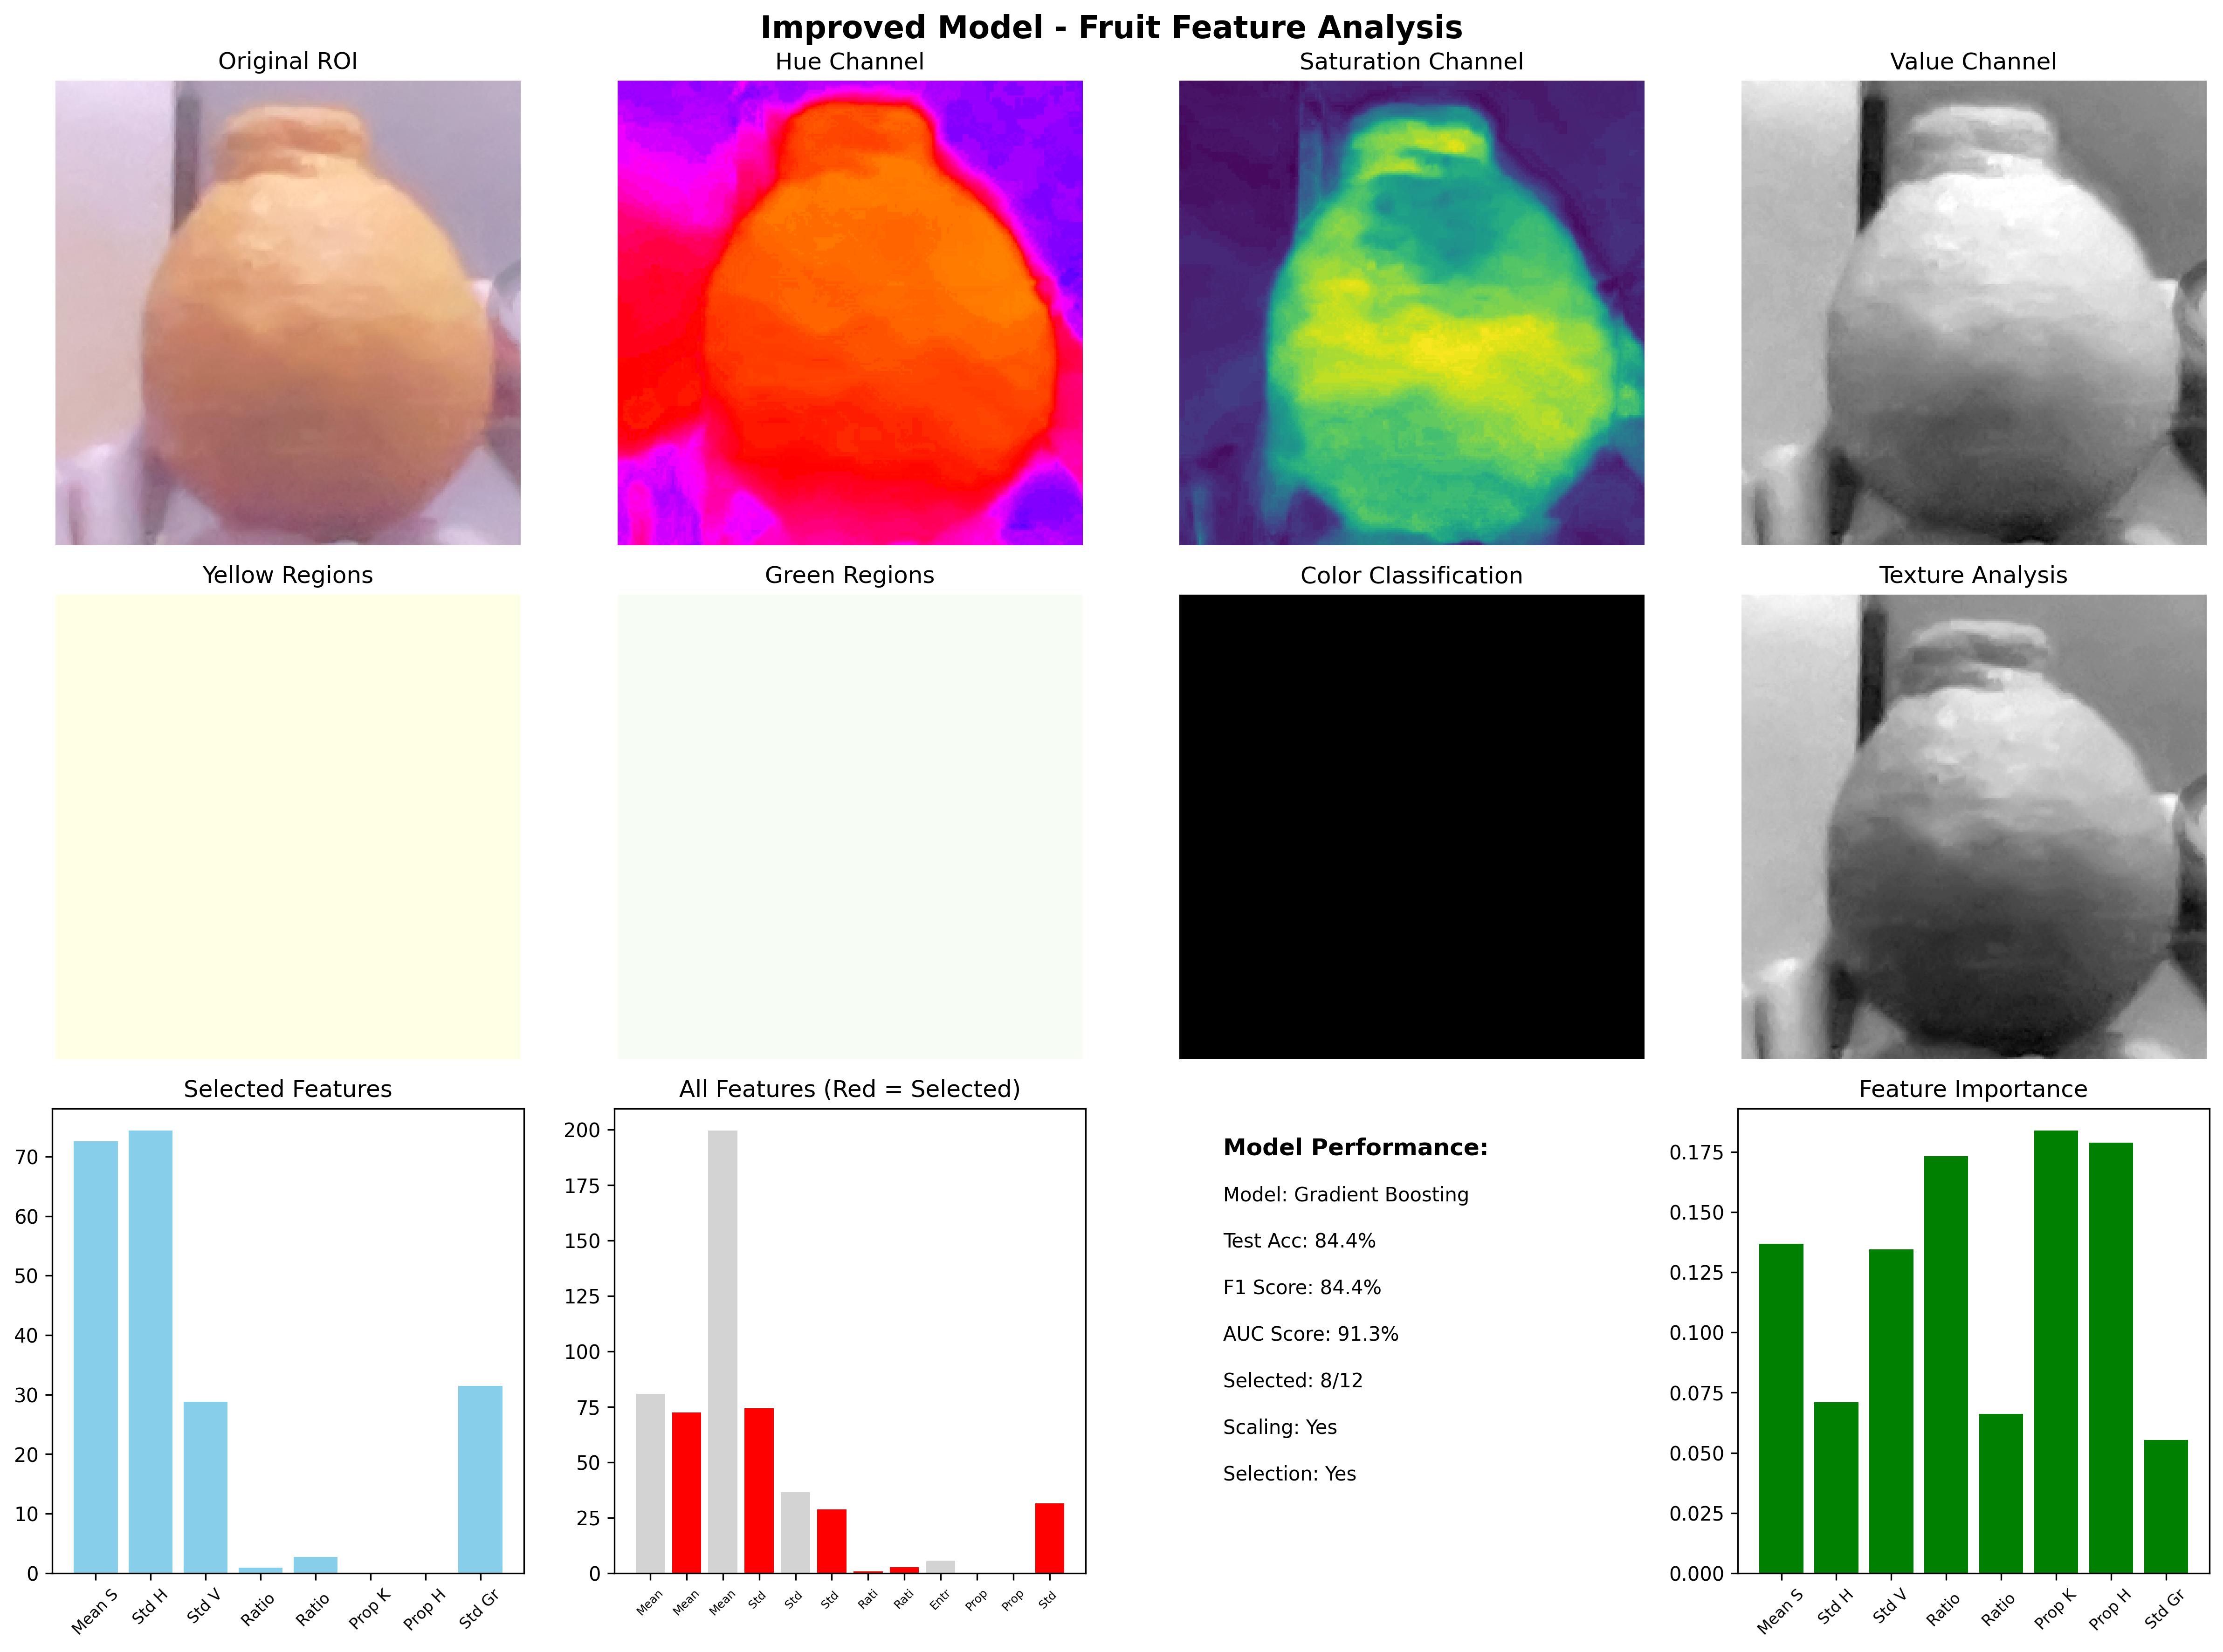 Improved Model - Fruit Feature Analysis
Original ROI
Hue Channel
Saturation Channel
Value Channel
Yellow Regions
Green Regions
Color Classification
Texture Analysis
Selected Features
70
60
50
40
30
20
10
0
Mean S
Std H
Std V
Ratio
Ratio
Prop K
Prop H
Std Gr
All Features (Red = Selected)
200
175
150
125
100
75
50
25
0
Mean
Mean
Mean
Std
Std
Std
Rati
Rati
Entr
Prop
Prop
Std
Model Performance:
Model: Gradient Boosting
Test Acc: 84.4%
F1 Score: 84.4%
AUC Score: 91.3%
Selected: 8/12
Scaling: Yes
Selection: Yes
Feature Importance
0.175
0.150
0.125
0.100
0.075
0.050
0.025
0.000
Mean S
Std H
Std V
Ratio
Ratio
Prop K
Prop H
Std Gr